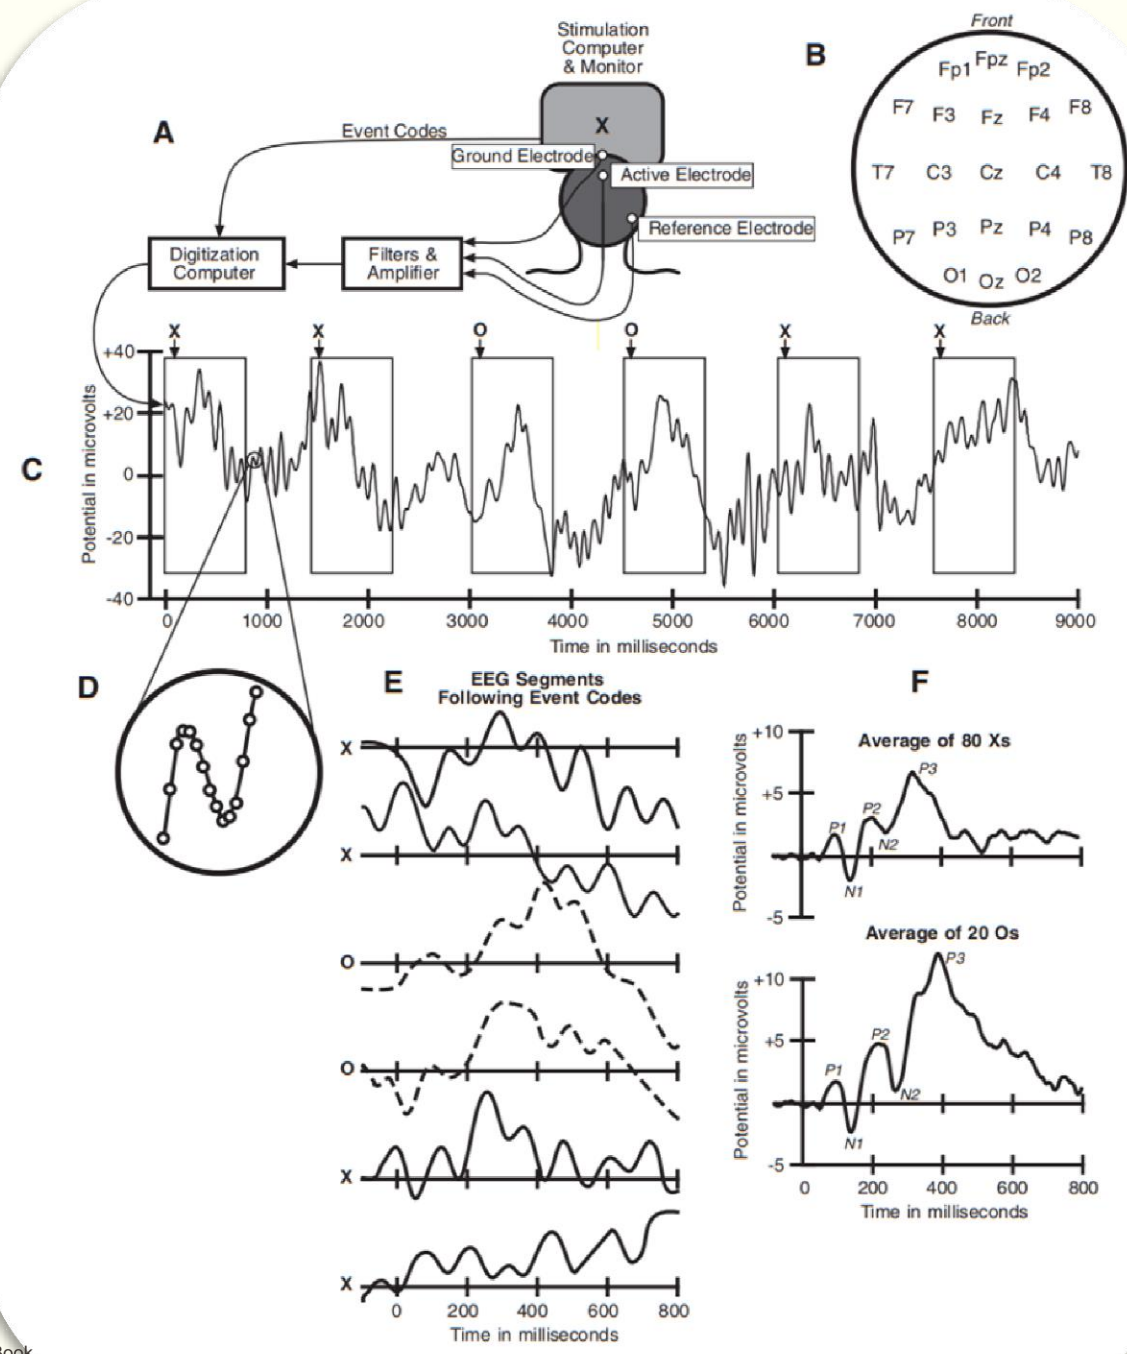 Stimulation
Computer
& Monitor
X
A
Event Codes
Ground Electrode
Active Electrode
Reference Electrode
Digitization
Computer
Filters &
Amplifier
B
Front
Fp1 Fpz Fp2
F7 F3 Fz F4 F8
T7 C3 Cz C4 T8
P7 P3 Pz P4 P8
O1 Oz O2
Back
C
X X O O X X
Potential in microvolts
+40
+20
0
-20
-40
0 1000 2000 3000 4000 5000 6000 7000 8000 9000
Time in milliseconds
D
E
EEG Segments
Following Event Codes
X
X
O
O
X
X
0 200 400 600 800
Time in milliseconds
F
Average of 80 Xs
Potential in microvolts
+10
+5
-5
P1
N1
P2
N2
P3
Average of 20 Os
Potential in microvolts
+10
+5
-5
P1
N1
P2
N2
P3
0 200 400 600 800
Time in milliseconds